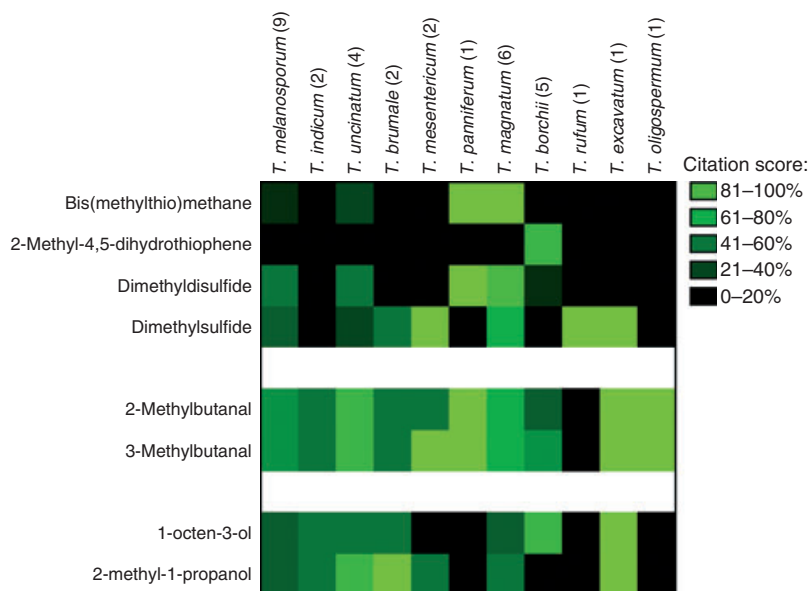 T. melanosporum (9)
T. indicum (2)
T. uncinatum (4)
T. brumale (2)
T. mesentericum (2)
T. panniferum (1)
T. magnatum (6)
T. borchii (5)
T. rufum (1)
T. excavatum (1)
T. oligospermum (1)
Citation score:
81–100%
61–80%
41–60%
21–40%
0–20%
Bis(methylthio)methane
2-Methyl-4,5-dihydrothiophene
Dimethyldisulfide
Dimethylsulfide
2-Methylbutanal
3-Methylbutanal
1-octen-3-ol
2-methyl-1-propanol